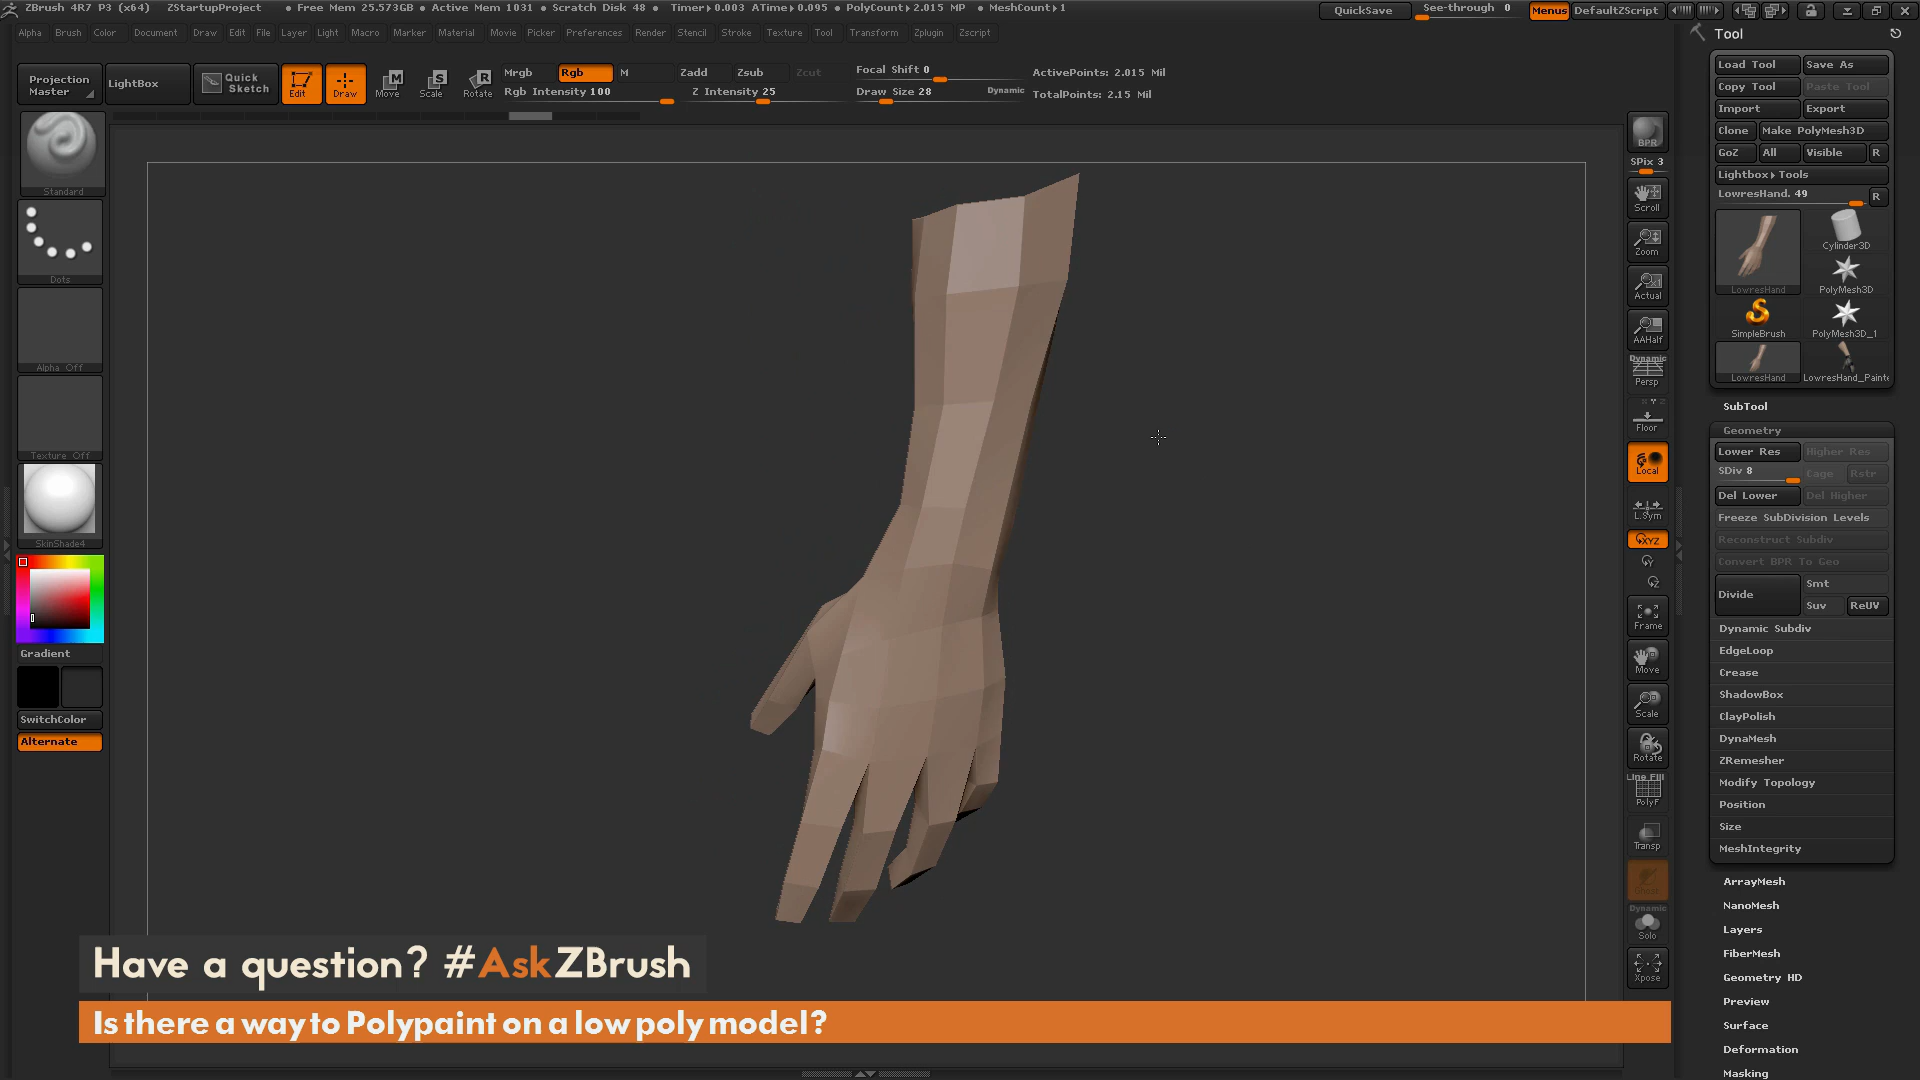 ZBrush 4R7 P3 (x64) ZStartupProject • Free Mem 25.573GB • Active Mem 1031 • Scratch Disk 48 • Timer▸0.003 ATime▸0.095 • PolyCount▸2.015 MP • MeshCount▸1 QuickSave See-through 0 Menus DefaultZScript
Alpha Brush Color Document Draw Edit File Layer Light Macro Marker Material Movie Picker Preferences Render Stencil Stroke Texture Tool Transform Zplugin Zscript
Projection Master
LightBox
Quick Sketch
Edit
Draw
M
Move
S
Scale
R
Rotate
Mrgb Rgb M
Rgb Intensity 100
Zadd Zsub Zcut
Z Intensity 25
Focal Shift 0
Draw Size 28 Dynamic
ActivePoints: 2.015 Mil
TotalPoints: 2.15 Mil
Standard
Dots
Alpha Off
Texture Off
SkinShade4
Gradient
SwitchColor
Alternate
BPR
SPix 3
Scroll
Zoom
Actual
AAHalf
Dynamic
Persp
Floor
Local
L.Sym
XYZ
Y
Z
Frame
Move
Scale
Rotate
Line Fill
PolyF
Transp
Ghost
Dynamic
Solo
Xpose
Tool
Load Tool Save As
Copy Tool Paste Tool
Import Export
Clone Make PolyMesh3D
GoZ All Visible R
Lightbox▸Tools
LowresHand. 49 R
LowresHand
Cylinder3D
PolyMesh3D
SimpleBrush
PolyMesh3D_1
LowresHand
LowresHand_Painte
SubTool
Geometry
Lower Res Higher Res
SDiv 8 Cage Rstr
Del Lower Del Higher
Freeze SubDivision Levels
Reconstruct Subdiv
Convert BPR To Geo
Divide
Smt
Suv ReUV
Dynamic Subdiv
EdgeLoop
Crease
ShadowBox
ClayPolish
DynaMesh
ZRemesher
Modify Topology
Position
Size
MeshIntegrity
ArrayMesh
NanoMesh
Layers
FiberMesh
Geometry HD
Preview
Surface
Deformation
Masking
Have a question? #AskZBrush
Is there a way to Polypaint on a low poly model?